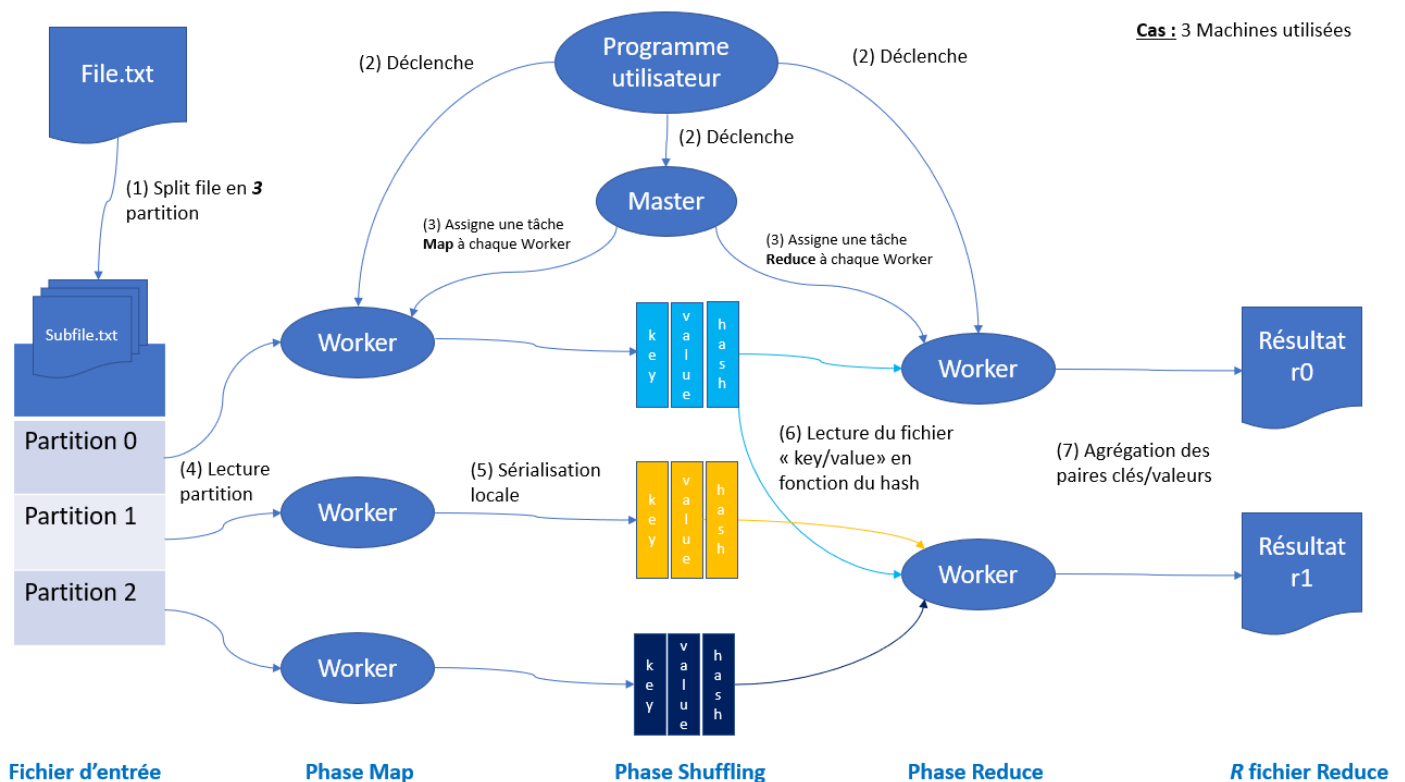 Cas : 3 Machines utilisées
File.txt
Programme
utilisateur
(2) Déclenche
(2) Déclenche
(2) Déclenche
(1) Split file en 3
partition
Master
(3) Assigne une tâche
Map à chaque Worker
(3) Assigne une tâche
Reduce à chaque Worker
Subfile.txt
Worker
key
value
hash
Worker
Résultat
r0
Partition 0
(4) Lecture
partition
(5) Sérialisation
locale
(6) Lecture du fichier
« key/value» en
fonction du hash
(7) Agrégation des
paires clés/valeurs
Partition 1
Worker
key
value
hash
Worker
Résultat
r1
Partition 2
Worker
key
value
hash
Fichier d’entrée
Phase Map
Phase Shuffling
Phase Reduce
R fichier Reduce